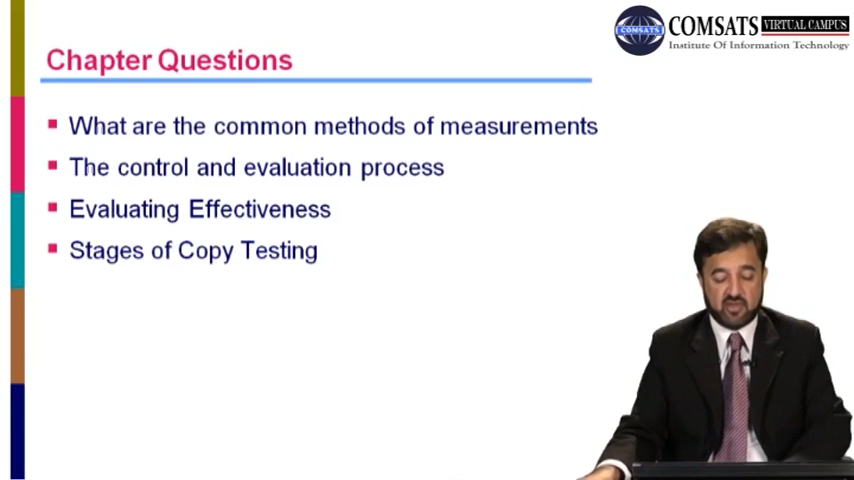 COMSATS VIRTUAL CAMPUS
COMSATS
Institute Of Information Technology
Chapter Questions
What are the common methods of measurements
The control and evaluation process
Evaluating Effectiveness
Stages of Copy Testing